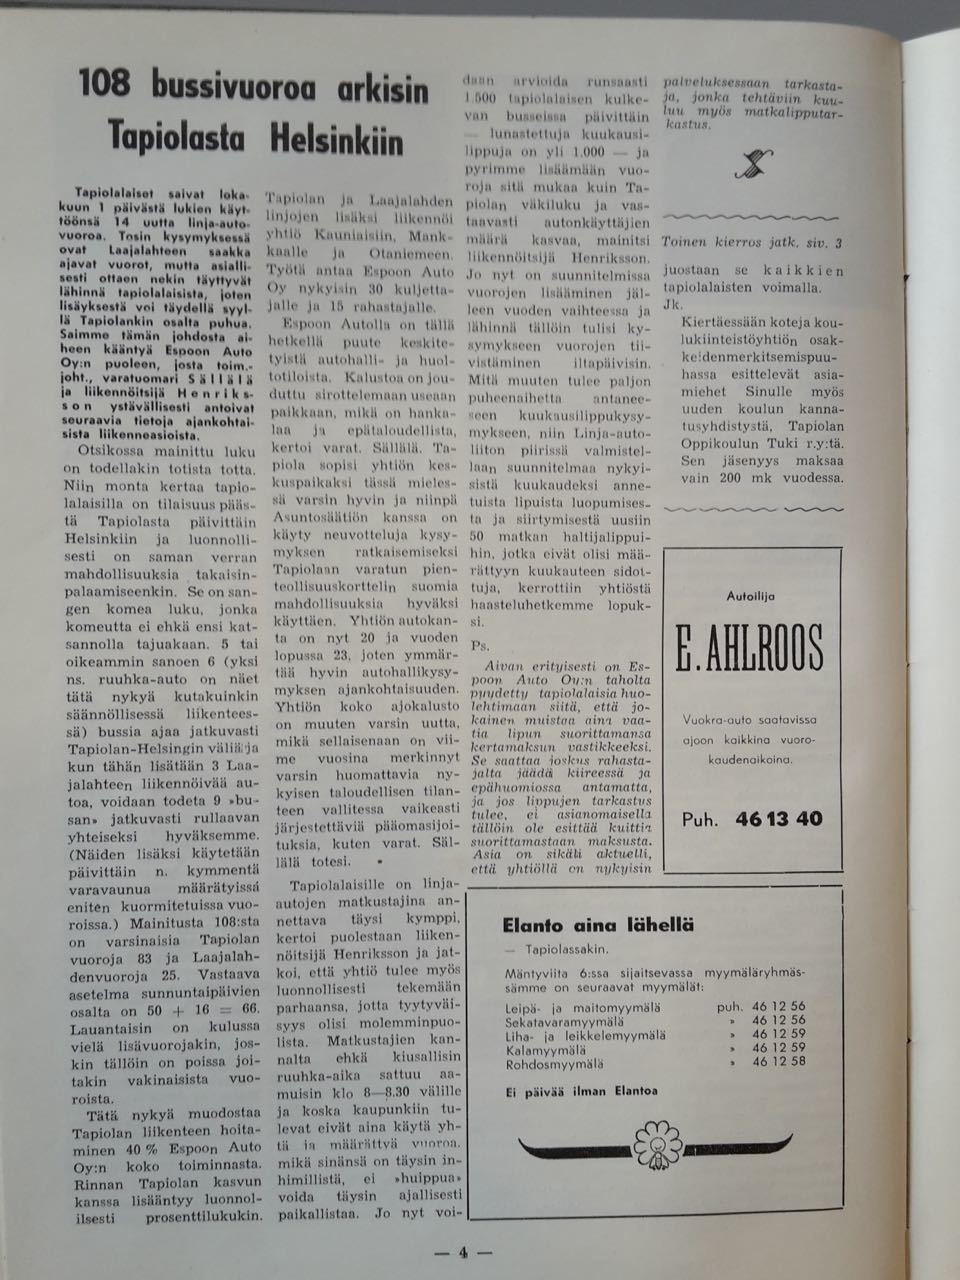 108 bussivuoroa arkisin
Tapiolasta Helsinkiin
Tapiolalaiset saivat loka-
kuun 1 päivästä lukien käyt-
töönsä 14 uutta linja-auto-
vuoroa. Tosin kysymyksessä
ovat Laajalahteen saakka
ajavat vuorot, mutta asialli-
sesti ottaen nekin täyttyvät
lähinnä tapiolalaisista, joten
lisäyksestä voi täydellä syyl-
lä Tapiolankin osalta puhua.
Saimme tämän johdosta ai-
heen kääntyä Espoon Auto
Oy:n puoleen, josta toim.-
joht., varatuomari Sällälä
ja liikennöitsijä Henriks-
son ystävällisesti antoivat
seuraavia tietoja ajankohtai-
sista liikenneasioista.
Otsikossa mainittu luku
on todellakin totista totta.
Niin monta kertaa tapio-
lalaisilla on tilaisuus pääs-
tä Tapiolasta päivittäin
Helsinkiin ja luonnolli-
sesti on saman verran
mahdollisuuksia takaisin-
palaamiseenkin. Se on san-
gen komea luku, jonka
komeutta ei ehkä ensi kat-
sannolla tajuakaan. 5 tai
oikeammin sanoen 6 (yksi
ns. ruuhka-auto on näet
tätä nykyä kutakuinkin
säännöllisessä liikentees-
sä) bussia ajaa jatkuvasti
Tapiolan-Helsingin väliä ja
kun tähän lisätään 3 Laa-
jalahteen liikennöivää au-
toa, voidaan todeta 9 »bu-
san» jatkuvasti rullaavan
yhteiseksi hyväksemme.
(Näiden lisäksi käytetään
päivittäin n. kymmentä
varavaunua määrätyissä
eniten kuormitetuissa vuo-
roissa.) Mainitusta 108:sta
on varsinaisia Tapiolan
vuoroja 83 ja Laajalah-
denvuoroja 25. Vastaava
asetelma sunnuntaipäivien
osalta on 50 + 16 = 66.
Lauantaisin on kulussa
vielä lisävuorojakin, jos-
kin tällöin on poissa joi-
takin vakinaisista vuo-
roista.
Tätä nykyä muodostaa
Tapiolan liikenteen hoita-
minen 40 % Espoon Auto
Oy:n koko toiminnasta.
Rinnan Tapiolan kasvun
kanssa lisääntyy luonnol-
ilsesti prosenttilukukin.
Tapiolan ja Laajalahden
linjojen lisäksi liikennöi
yhtiö Kauniaisiin, Mank-
kaalle ja Otaniemeen.
Työtä antaa Espoon Auto
Oy nykyisin 30 kuljetta-
jalle ja 15 rahastajalle.
Espoon Autolla on tällä
hetkellä puute keskite-
tyistä autohalli- ja huol-
totiloista. Kalustoa on jou-
duttu sirottelemaan useaan
paikkaan, mikä on hanka-
laa ja epätaloudellista,
kertoi varat. Sällälä. Ta-
piola sopisi yhtiön kes-
kuspaikaksi tässä mieles-
sä varsin hyvin ja niinpä
Asuntosäätiön kanssa on
käyty neuvotteluja kysy-
myksen ratkaisemiseksi
Tapiolaan varatun pien-
teollisuuskorttelin suomia
mahdollisuuksia hyväksi
käyttäen. Yhtiön autokan-
ta on nyt 20 ja vuoden
lopussa 23, joten ymmär-
tää hyvin autohallikysy-
myksen ajankohtaisuuden.
Yhtiön koko ajokalusto
on muuten varsin uutta,
mikä sellaisenaan on vii-
me vuosina merkinnyt
varsin huomattavia ny-
kyisen taloudellisen tilan-
teen vallitessa vaikeasti
järjestettäviä pääomasijoi-
tuksia, kuten varat. Säl-
lälä totesi.
Tapiolalaisille on linja-
autojen matkustajina an-
nettava täysi kymppi,
kertoi puolestaan liiken-
nöitsijä Henriksson ja jat-
koi, että yhtiö tulee myös
luonnollisesti tekemään
parhaansa, jotta tyytyväi-
syys olisi molemminpuo-
lista. Matkustajien kan-
nalta ehkä kiusallisin
ruuhka-aika sattuu aa-
muisin klo 8—8.30 välille
ja koska kaupunkiin tu-
levat eivät aina käytä yh-
tä ja määrättyä vuoroa,
mikä sinänsä on täysin in-
himillistä, ei »huippua»
voida täysin ajallisesti
paikallistaa. Jo nyt voi-
daan arvioida runsaasti
1.500 tapiolalaisen kulke-
van busseissa päivittäin
— lunastettuja kuukausi-
lippuja on yli 1.000 — ja
pyrimme lisäämään vuo-
roja sitä mukaa kuin Ta-
piolan väkiluku ja vas-
taavasti autonkäyttäjien
määrä kasvaa, mainitsi
liikennöitsijä Henriksson.
Jo nyt on suunnitelmissa
vuorojen lisääminen jäl-
leen vuoden vaihteessa ja
lähinnä tällöin tulisi ky-
symykseen vuorojen tii-
vistäminen iltapäivisin.
Mitä muuten tulee paljon
puheenaihetta antanee-
seen kuukausilippukysy-
mykseen, niin Linja-auto-
liiton piirissä valmistel-
laan suunnitelmaa nykyi-
sistä kuukaudeksi anne-
tuista lipuista luopumises-
ta ja siirtymisestä uusiin
50 matkan haltijalippui-
hin, jotka eivät olisi mää-
rättyyn kuukauteen sidot-
tuja, kerrottiin yhtiöstä
haasteluhetkemme lopuk-
si.
Ps.
Aivan erityisesti on Es-
poon Auto Oy:n taholta
pyydetty tapiolalaisia huo-
lehtimaan siitä, että jo-
kainen muistaa aina vaa-
tia lipun suorittamansa
kertamaksun vastikkeeksi.
Se saattaa joskus rahasta-
jalta jäädä kiireessä ja
epähuomiossa antamatta,
ja jos lippujen tarkastus
tulee, ei asianomaisella
tällöin ole esittää kuittia
suorittamastaan maksusta.
Asia on sikäli aktuelli,
että yhtiöllä on nykyisin
palveluksessaan tarkasta-
ja, jonka tehtäviin kuu-
luu myös matkalipputar-
kastus.
Toinen kierros jatk. siv. 3
juostaan se kaikkien
tapiolalaisten voimalla.
Jk.
Kiertäessään koteja kou-
lukiinteistöyhtiön osak-
keidenmerkitsemispuu-
hassa esittelevät asia-
miehet Sinulle myös
uuden koulun kanna-
tusyhdistystä, Tapiolan
Oppikoulun Tuki r.y:tä.
Sen jäsenyys maksaa
vain 200 mk vuodessa.
Autoilija
E. AHLROOS
Vuokra-auto saatavissa
ajoon kaikkina vuoro-
kaudenaikoina.
Puh. 46 13 40
Elanto aina lähellä
— Tapiolassakin.
Mäntyviita 6:ssa sijaitsevassa myymäläryhmäs-
sämme on seuraavat myymälät:
Leipä- ja maitomyymälä puh. 46 12 56
Sekatavaramyymälä » 46 12 56
Liha- ja leikkelemyymälä » 46 12 59
Kalamyymälä » 46 12 59
Rohdosmyymälä » 46 12 58
Ei päivää ilman Elantoa
— 4 —